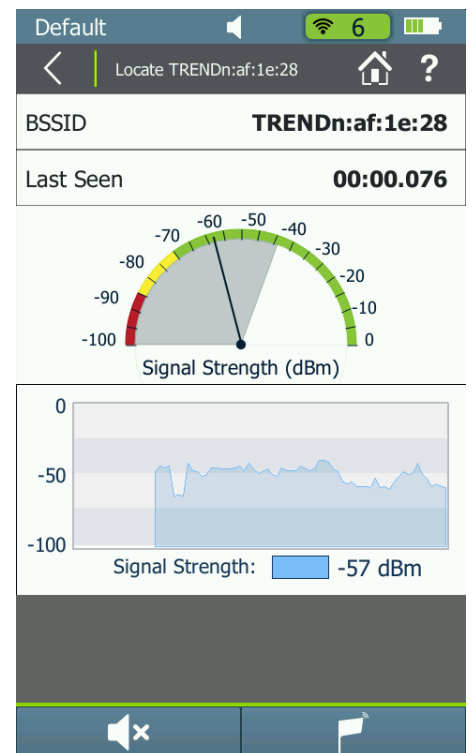 Default 6
Locate TRENDn:af:1e:28 ?
BSSID TRENDn:af:1e:28
Last Seen 00:00.076
-100 -90 -80 -70 -60 -50 -40 -30 -20 -10 0
Signal Strength (dBm)
0
-50
-100
Signal Strength: -57 dBm